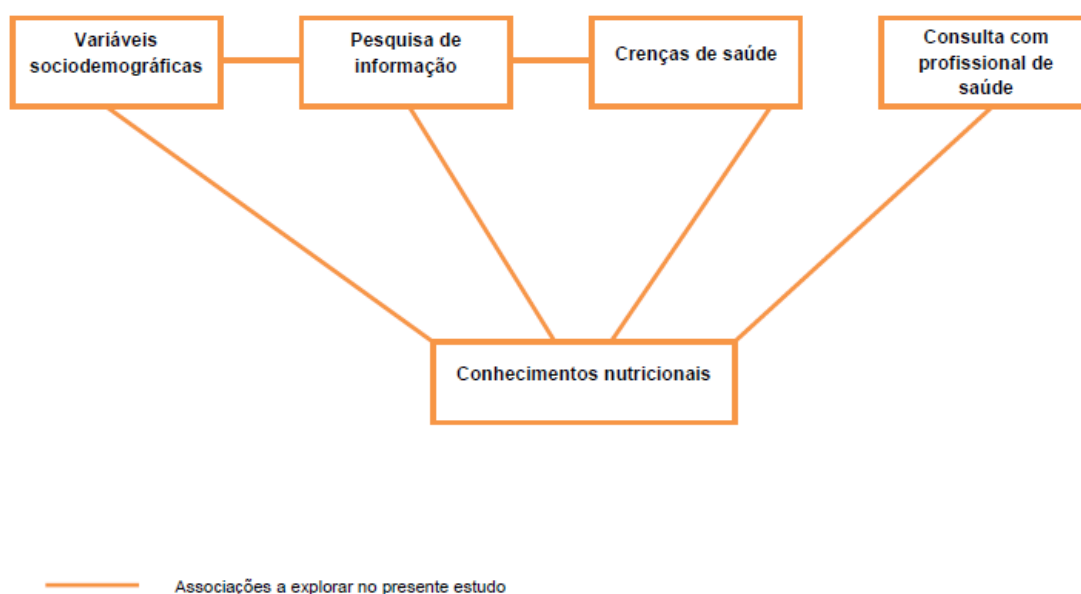 Variáveis
sociodemográficas
Pesquisa de
informação
Crenças de saúde
Consulta com
profissional de
saúde
Conhecimentos nutricionais
Associações a explorar no presente estudo